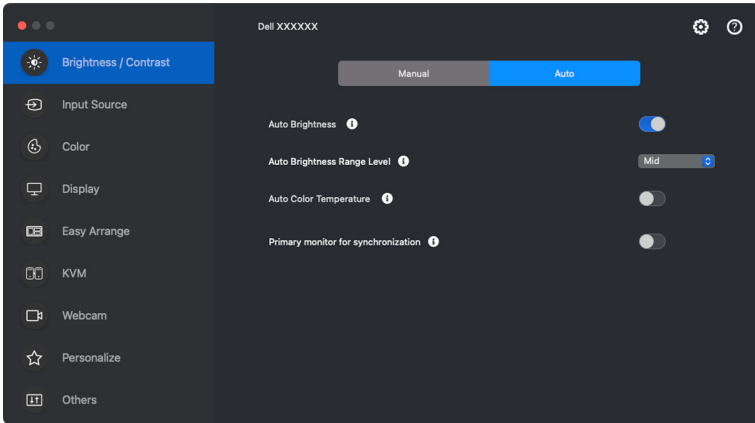 Dell XXXXXX
Brightness / Contrast
Input Source
Color
Display
Easy Arrange
KVM
Webcam
Personalize
Others
Manual
Auto
Auto Brightness
Auto Brightness Range Level
Mid
Auto Color Temperature
Primary monitor for synchronization